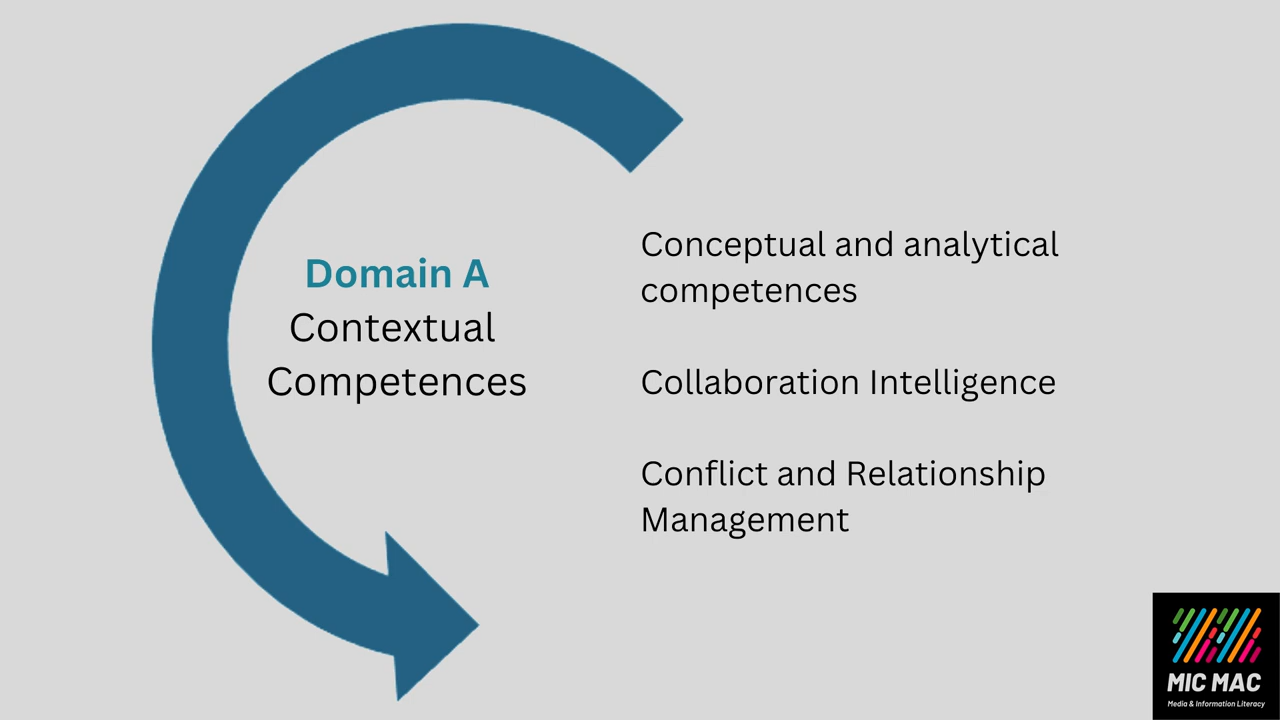 Domain A
Contextual
Competences
Conceptual and analytical
competences
Collaboration Intelligence
Conflict and Relationship
Management
MIC MAC
Media & Information Literacy